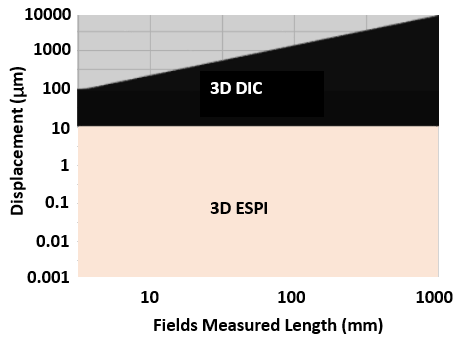 10000
1000
100
10
1
0.1
0.01
0.001
Displacement (μm)
3D DIC
3D ESPI
10
100
1000
Fields Measured Length (mm)